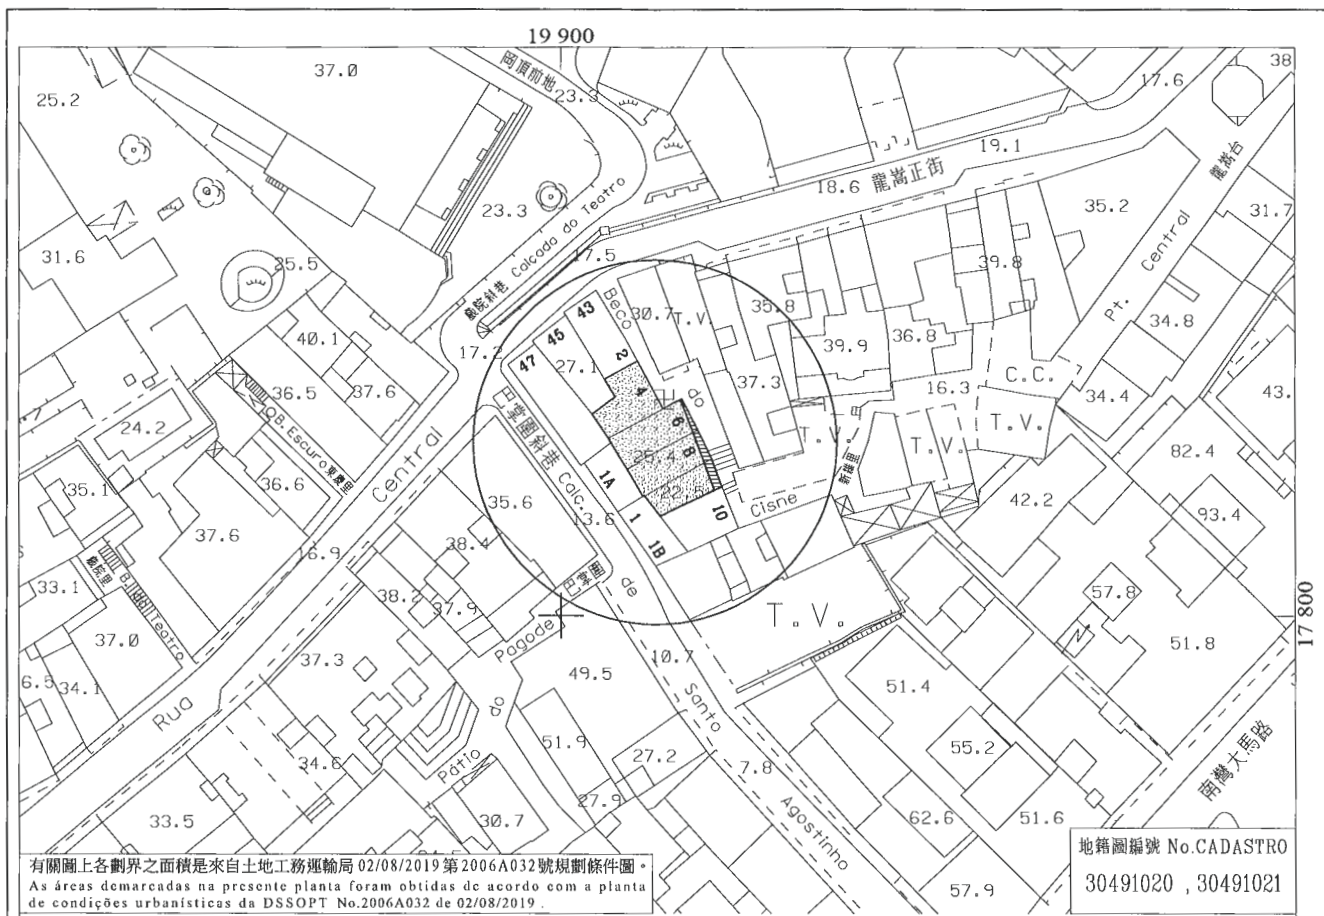 19 900
37.0
岡頂前地
23.3
38
17.6
25.2
19.1
18.6 龍嵩正街
龍嵩台
23.3
劇院斜巷 Calçada do Teatro
35.2
31.7
31.6
25.5
17.5
39.8
Pt. Central
Beco
43
30.7
T.V.
35.8
34.8
40.1
45
36.8
17.2
47
27.1
2
39.9
36.5
37.6
4
do
37.3
16.3
C.C.
34.4
43.
24.2
B.Escuro 東慶里
巴掌圍斜巷 Calç.
6
T.V.
T.V.
T.V.
Central
8
25.4
82.4
35.1
36.6
1A
22.5
35.6
42.2
37.6
13.6
1
10
Cisne
93.4
38.4
1B
16.9
33.1
劇院里
B. do Teatro
巴掌圍
de
38.2
37.9
T.V.
57.8
17 800
37.0
Pagode
51.8
37.3
10.7
6.5
34.1
49.5
51.4
Rua
do
Santo
51.9
27.2
55.2
34.6
Pátio
7.8
南灣大馬路
27.9
Agostinho
33.5
30.7
62.6
51.6
57.9
有關圖上各劃界之面積是來自土地工務運輸局 02/08/2019 第2006A032號規劃條件圖。
As áreas demarcadas na presente planta foram obtidas de acordo com a planta
de condições urbanísticas da DSSOPT No.2006A032 de 02/08/2019 .
地籍圖編號 No.CADASTRO
30491020 , 30491021